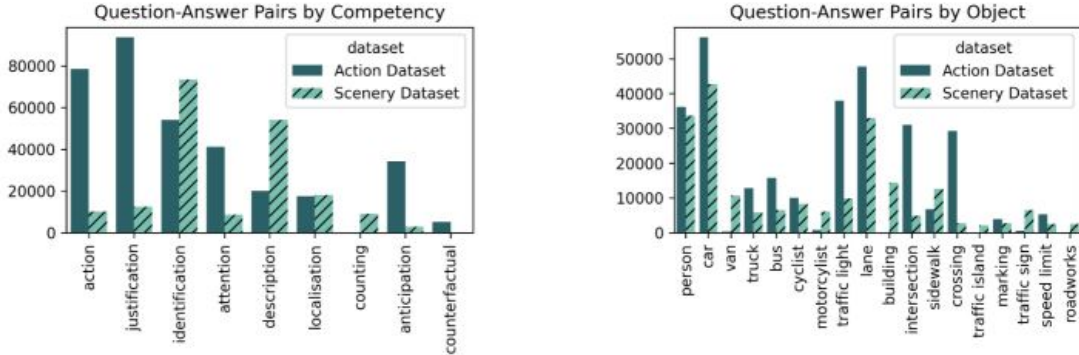 Question-Answer Pairs by Competency
dataset
Action Dataset
Scenery Dataset
80000
60000
40000
20000
0
action
justification
identification
attention
description
localisation
counting
anticipation
counterfactual
Question-Answer Pairs by Object
dataset
Action Dataset
Scenery Dataset
50000
40000
30000
20000
10000
0
person
car
van
truck
bus
cyclist
motorcylist
traffic light
lane
building
intersection
sidewalk
crossing
traffic island
marking
traffic sign
speed limit
roadworks